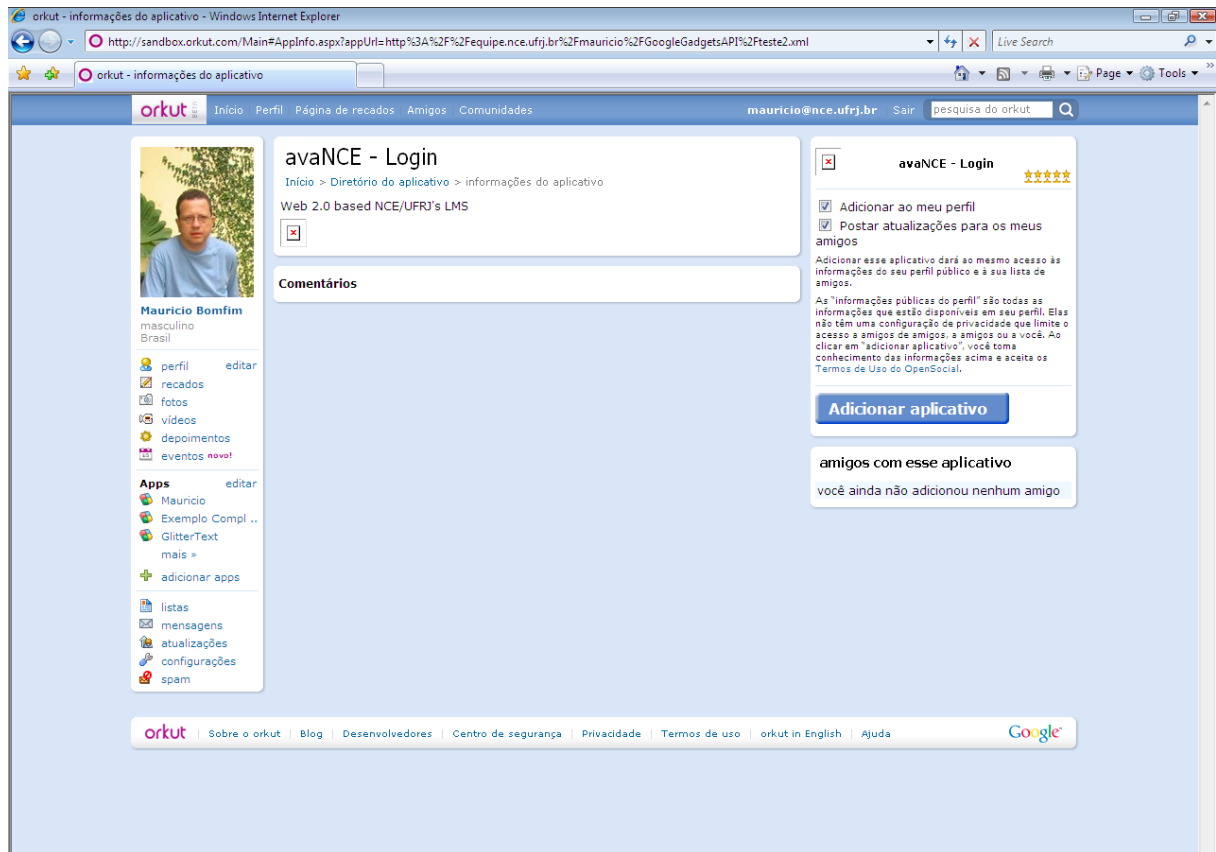 orkut - informações do aplicativo - Windows Internet Explorer
http://sandbox.orkut.com/Main#AppInfo.aspx?appUrl=http%3A%2F%2Fequipe.nce.ufrj.br%2Fmauricio%2FGoogleGadgetsAPI%2Fteste2.xml
Live Search
orkut - informações do aplicativo
Page Tools
orkut BETA Início Perfil Página de recados Amigos Comunidades mauricio@nce.ufrj.br Sair pesquisa do orkut
Mauricio Bomfim
masculino
Brasil
perfil editar
recados
fotos
vídeos
depoimentos
eventos novo!
Apps editar
Mauricio
Exemplo Compl ..
GlitterText
mais »
adicionar apps
listas
mensagens
atualizações
configurações
spam
avaNCE - Login
Início > Diretório do aplicativo > informações do aplicativo
Web 2.0 based NCE/UFRJ's LMS
Comentários
avaNCE - Login
Adicionar ao meu perfil
Postar atualizações para os meus
amigos
Adicionar esse aplicativo dará ao mesmo acesso às
informações do seu perfil público e à sua lista de
amigos.
As "informações públicas do perfil" são todas as
informações que estão disponíveis em seu perfil. Elas
não têm uma configuração de privacidade que limite o
acesso a amigos de amigos, a amigos ou a você. Ao
clicar em "adicionar aplicativo", você toma
conhecimento das informações acima e aceita os
Termos de Uso do OpenSocial.
Adicionar aplicativo
amigos com esse aplicativo
você ainda não adicionou nenhum amigo
orkut Sobre o orkut Blog Desenvolvedores Centro de segurança Privacidade Termos de uso orkut in English Ajuda Google